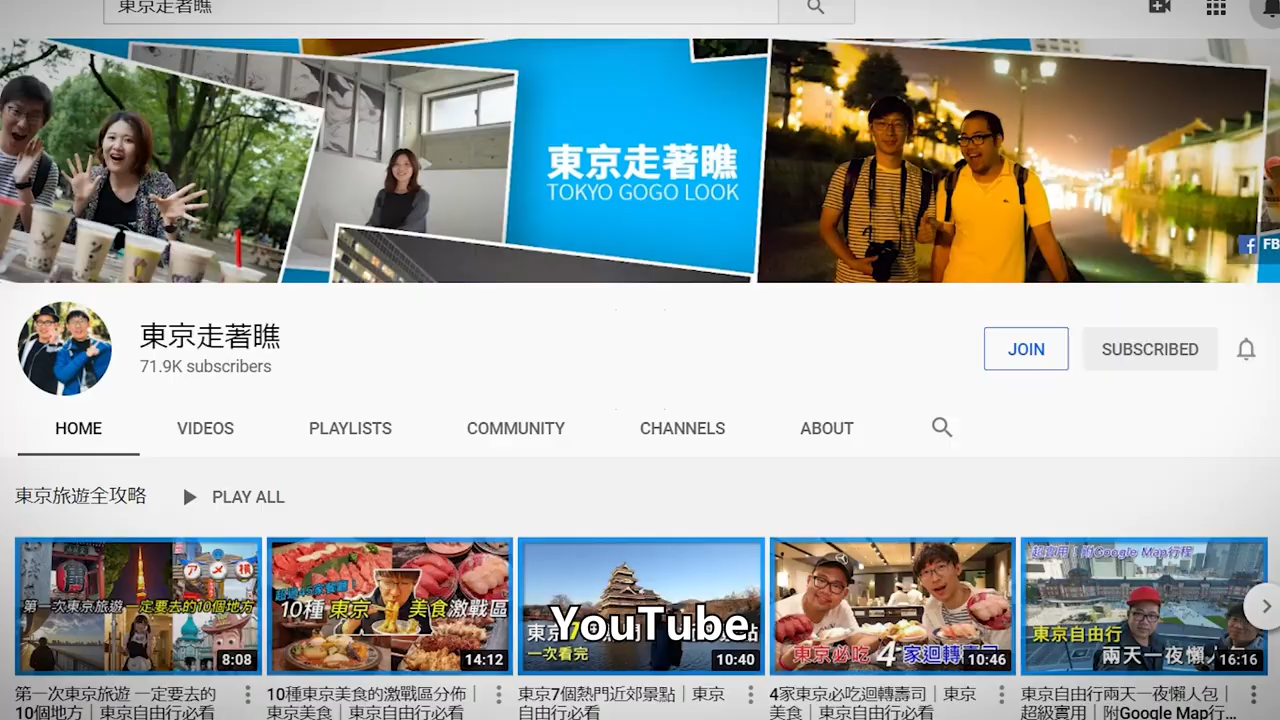 東京走著瞧
東京走著瞧
TOKYO GOGO LOOK
FB
東京走著瞧
71.9K subscribers
JOIN
SUBSCRIBED
HOME
VIDEOS
PLAYLISTS
COMMUNITY
CHANNELS
ABOUT
東京旅遊全攻略
PLAY ALL
アメ横
第一次東京旅遊 一定要去的10個地方
8:08
10種 東京 美食激戰區
14:12
東京7
一次看完
YouTube
10:40
東京必吃 4 家迴轉壽司
10:46
超實用!附Google Map行程
東京自由行
兩天一夜懶人包
16:16
第一次東京旅遊 一定要去的
10個地方│東京自由行必看
10種東京美食的激戰區分佈│
東京美食│東京自由行必看
東京7個熱門近郊景點│東京
自由行必看
4家東京必吃迴轉壽司│東京
美食│東京自由行必看
東京自由行兩天一夜懶人包│
超級實用│附Google Map行...